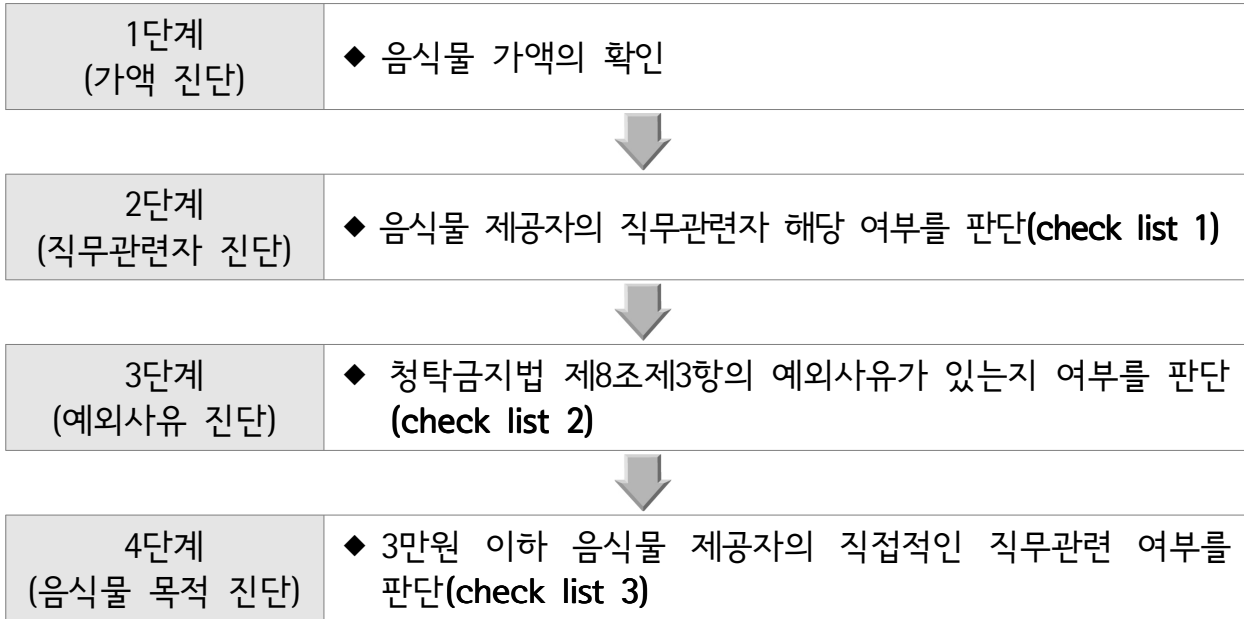 1단계
(가액 진단)
◆ 음식물 가액의 확인
2단계
(직무관련자 진단)
◆ 음식물 제공자의 직무관련자 해당 여부를 판단(check list 1)
3단계
(예외사유 진단)
◆ 청탁금지법 제8조제3항의 예외사유가 있는지 여부를 판단
(check list 2)
4단계
(음식물 목적 진단)
◆ 3만원 이하 음식물 제공자의 직접적인 직무관련 여부를
판단(check list 3)